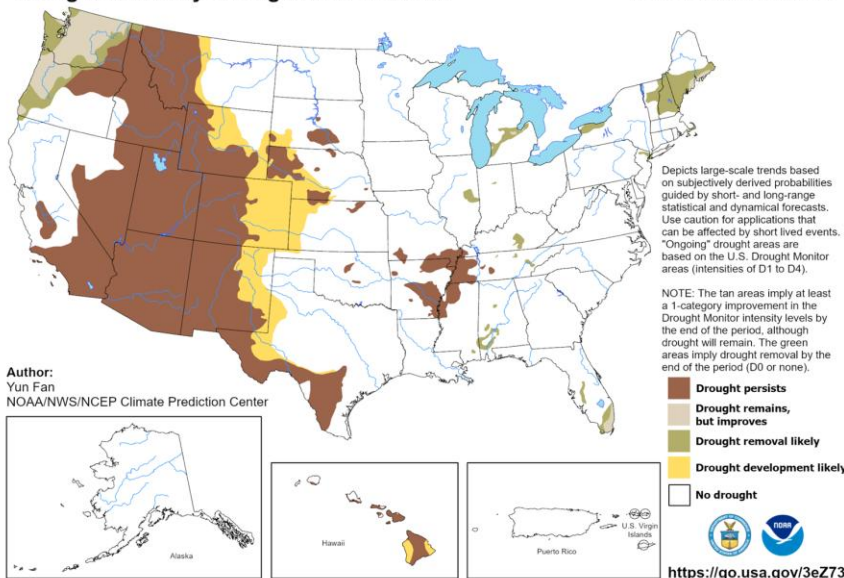 Depicts large-scale trends based
on subjectively derived probabilities
guided by short- and long-range
statistical and dynamical forecasts.
Use caution for applications that
can be affected by short lived events.
"Ongoing" drought areas are
based on the U.S. Drought Monitor
areas (intensities of D1 to D4).
NOTE: The tan areas imply at least
a 1-category improvement in the
Drought Monitor intensity levels by
the end of the period, although
drought will remain. The green
areas imply drought removal by the
end of the period (D0 or none).
Author:
Yun Fan
NOAA/NWS/NCEP Climate Prediction Center
Drought persists
Drought remains,
but improves
Drought removal likely
Drought development likely
No drought
Alaska
Hawaii
Puerto Rico
U.S. Virgin
Islands
NOAA
https://go.usa.gov/3eZ73